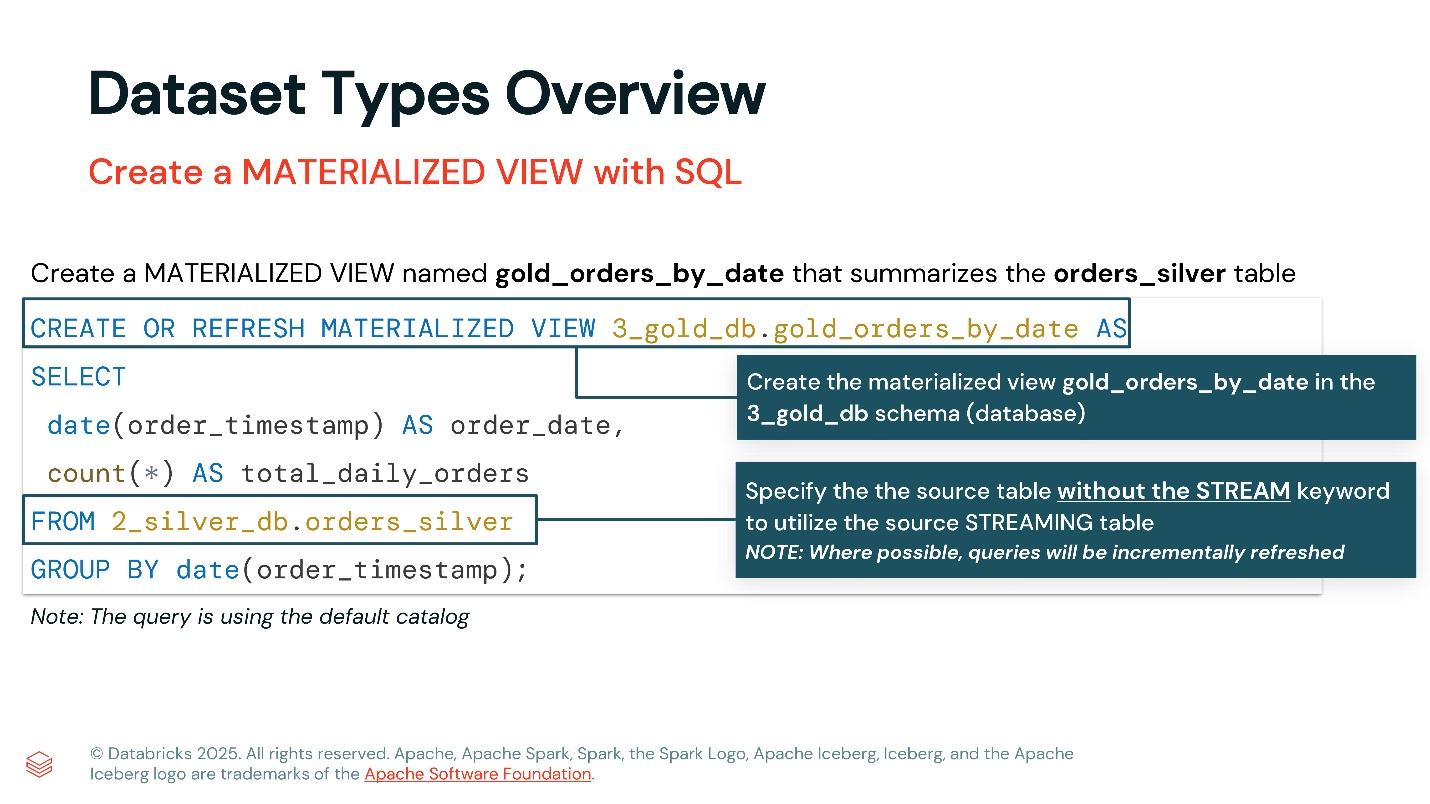 Dataset Types Overview
Create a MATERIALIZED VIEW with SQL
Create a MATERIALIZED VIEW named gold_orders_by_date that summarizes the orders_silver table
CREATE OR REFRESH MATERIALIZED VIEW 3_gold_db.gold_orders_by_date AS
SELECT
date(order_timestamp) AS order_date,
count(*) AS total_daily_orders
FROM 2_silver_db.orders_silver
GROUP BY date(order_timestamp);
Create the materialized view gold_orders_by_date in the
3_gold_db schema (database)
Specify the the source table without the STREAM keyword
to utilize the source STREAMING table
NOTE: Where possible, queries will be incrementally refreshed
Note: The query is using the default catalog
© Databricks 2025. All rights reserved. Apache, Apache Spark, Spark, the Spark Logo, Apache Iceberg, Iceberg, and the Apache
Iceberg logo are trademarks of the Apache Software Foundation.